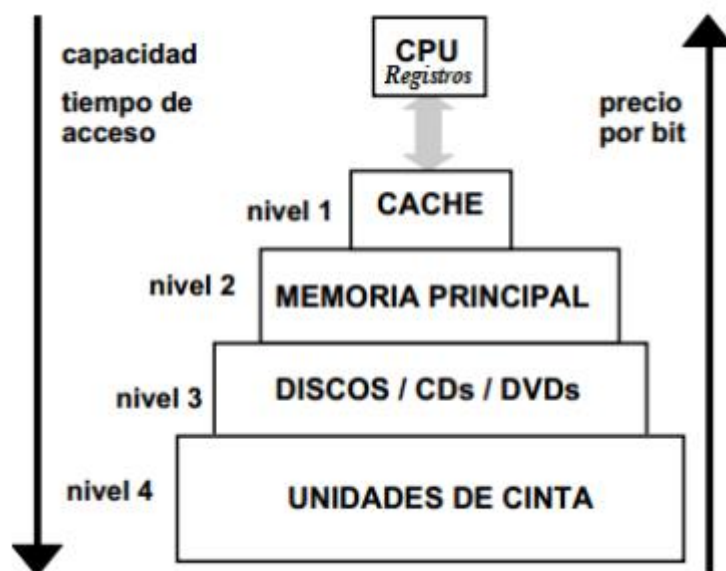 capacidad
tiempo de
acceso
CPU
Registros
precio
por bit
nivel 1
CACHE
nivel 2
MEMORIA PRINCIPAL
nivel 3
DISCOS / CDs / DVDs
nivel 4
UNIDADES DE CINTA